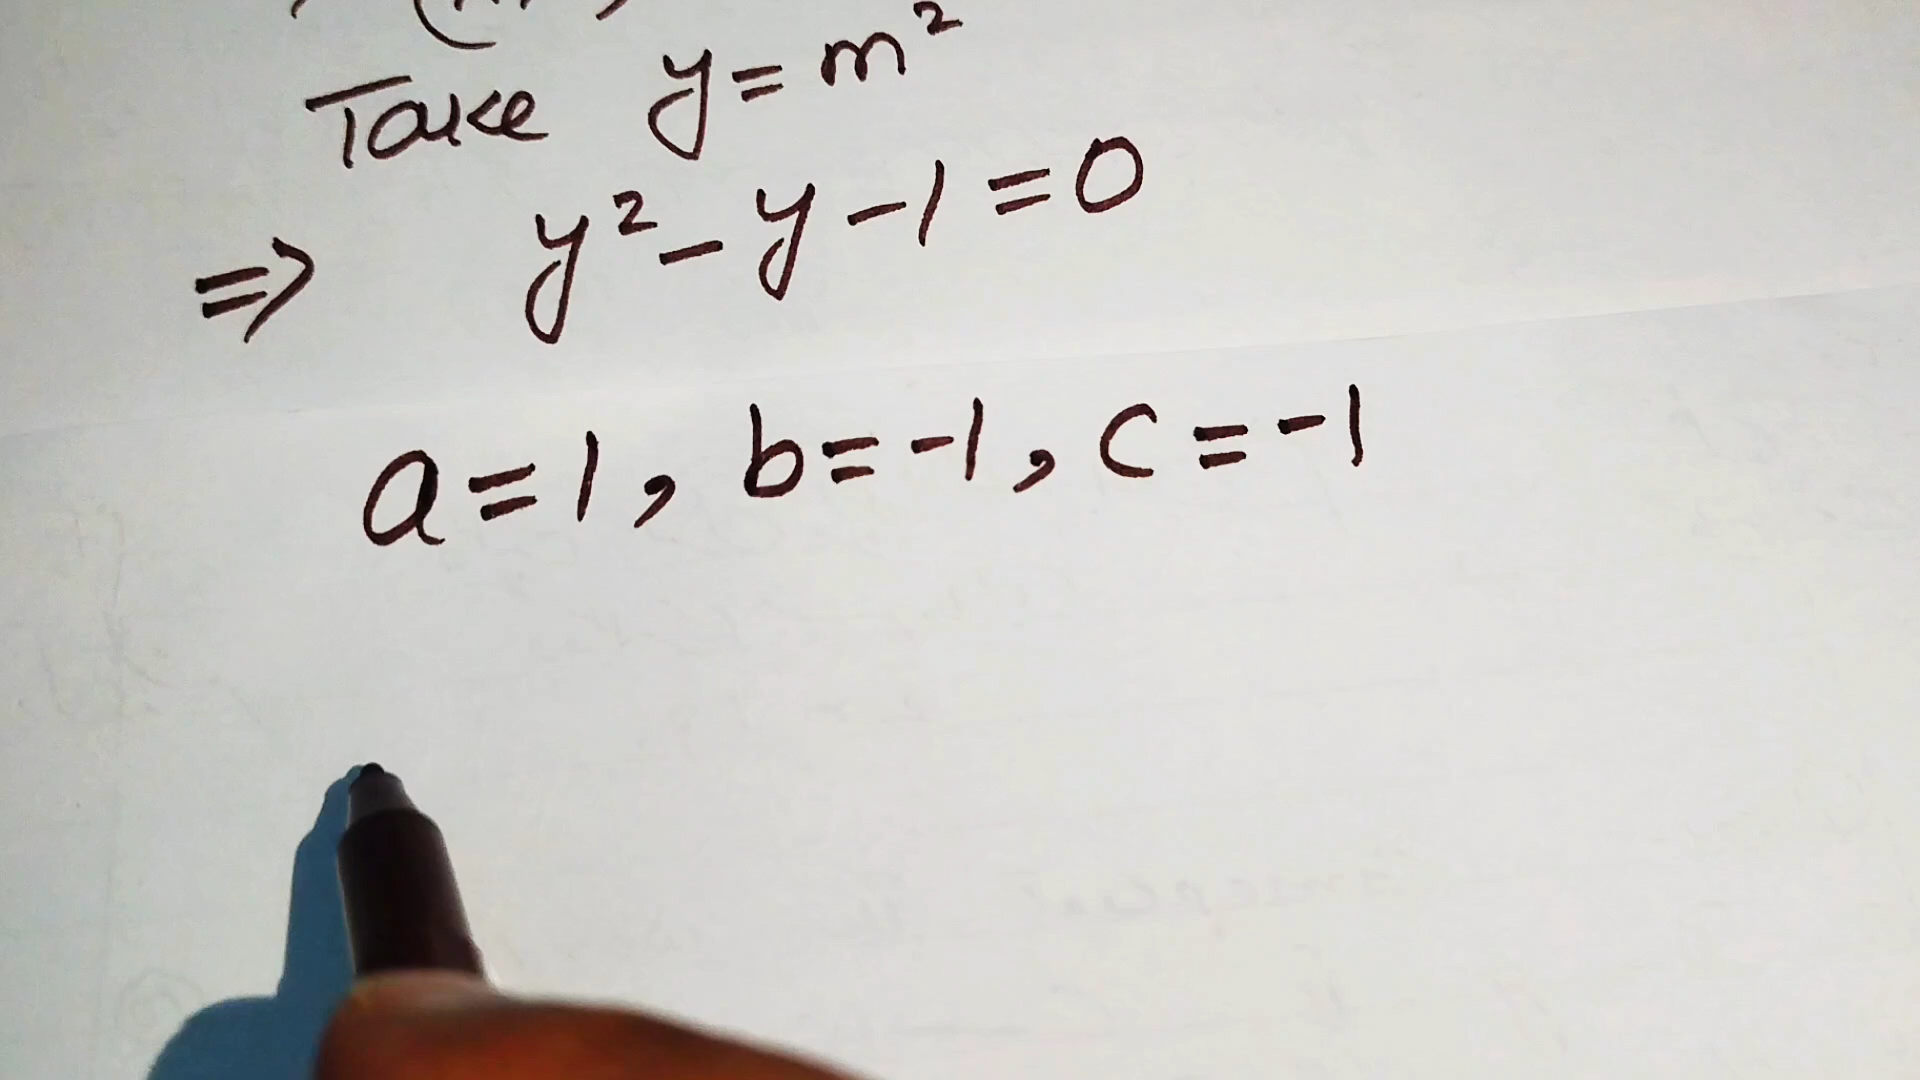 Take y = m²
⇒ y² - y - 1 = 0
a = 1, b = -1, c = -1